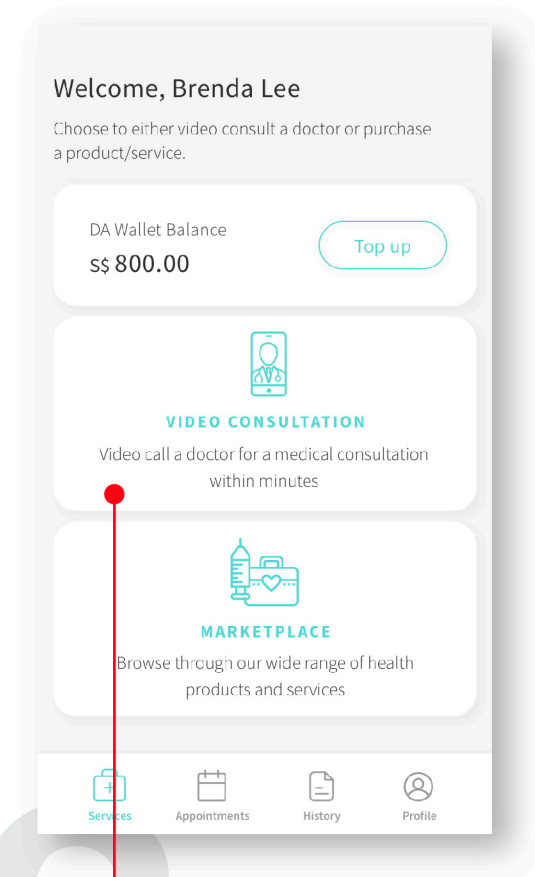 Welcome, Brenda Lee
Choose to either video consult a doctor or purchase
a product/service.
DA Wallet Balance
S$ 800.00
Top up
VIDEO CONSULTATION
Video call a doctor for a medical consultation
within minutes
MARKETPLACE
Browse through our wide range of health
products and services
Services
Appointments
History
Profile